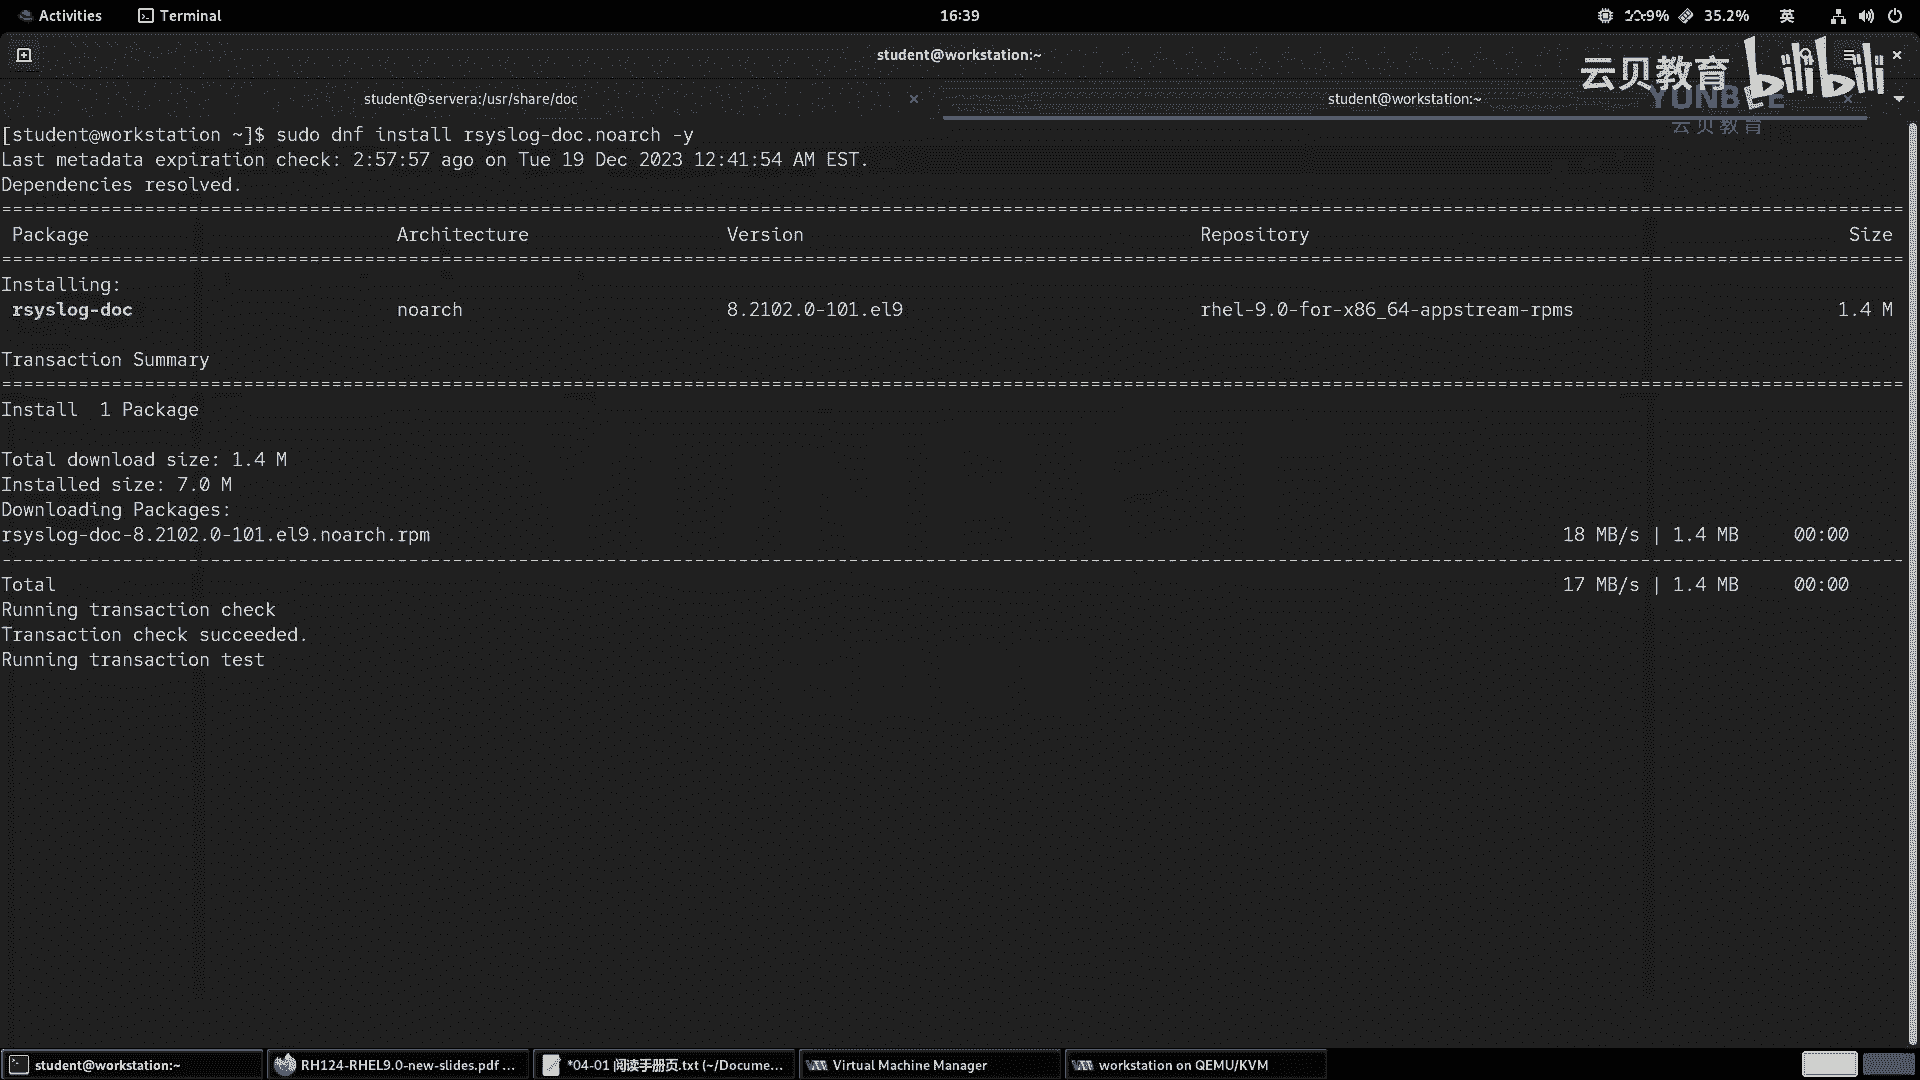 Activities
Terminal
16:39
35.2%
英
student@workstation:~
云贝教育
bilibili
student@servera:/usr/share/doc
student@workstation:~
云贝教育
[student@workstation ~]$ sudo dnf install rsyslog-doc.noarch -y
Last metadata expiration check: 2:57:57 ago on Tue 19 Dec 2023 12:41:54 AM EST.
Dependencies resolved.
Package Architecture Version Repository Size
Installing:
rsyslog-doc noarch 8.2102.0-101.el9 rhel-9.0-for-x86_64-appstream-rpms 1.4 M
Transaction Summary
Install 1 Package
Total download size: 1.4 M
Installed size: 7.0 M
Downloading Packages:
rsyslog-doc-8.2102.0-101.el9.noarch.rpm 18 MB/s | 1.4 MB 00:00
Total 17 MB/s | 1.4 MB 00:00
Running transaction check
Transaction check succeeded.
Running transaction test
student@workstation:~
RH124-RHEL9.0-new-slides.pdf ...
*04-01 阅读手册页.txt (~/Docume...
Virtual Machine Manager
workstation on QEMU/KVM